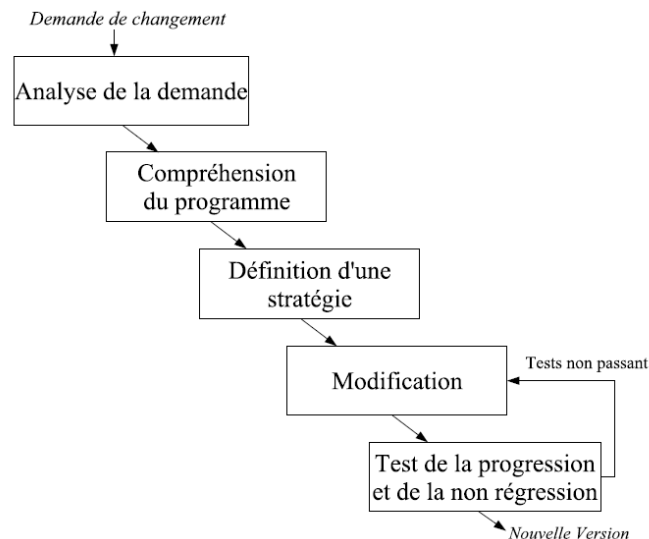 Demande de changement
Analyse de la demande
Compréhension
du programme
Définition d'une
stratégie
Modification
Tests non passant
Test de la progression
et de la non régression
Nouvelle Version